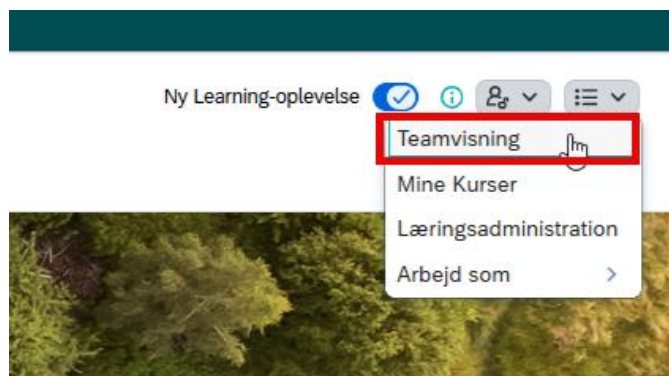 Ny Learning-oplevelse
Teamvisning
Mine Kurser
Læringsadministration
Arbejd som